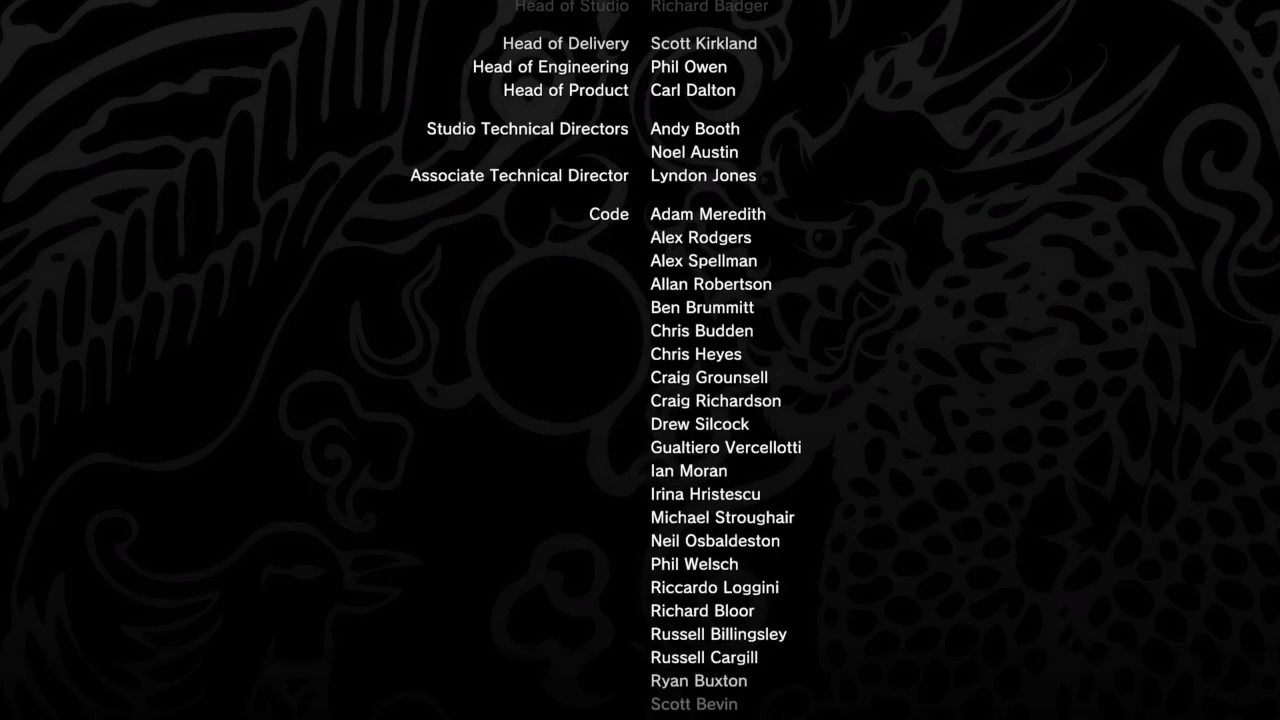 Head of Studio Richard Badger
Head of Delivery Scott Kirkland
Head of Engineering Phil Owen
Head of Product Carl Dalton
Studio Technical Directors Andy Booth
Noel Austin
Associate Technical Director Lyndon Jones
Code Adam Meredith
Alex Rodgers
Alex Spellman
Allan Robertson
Ben Brummitt
Chris Budden
Chris Heyes
Craig Grounsell
Craig Richardson
Drew Silcock
Gualtiero Vercellotti
Ian Moran
Irina Hristescu
Michael Stroughair
Neil Osbaldeston
Phil Welsch
Riccardo Loggini
Richard Bloor
Russell Billingsley
Russell Cargill
Ryan Buxton
Scott Bevin